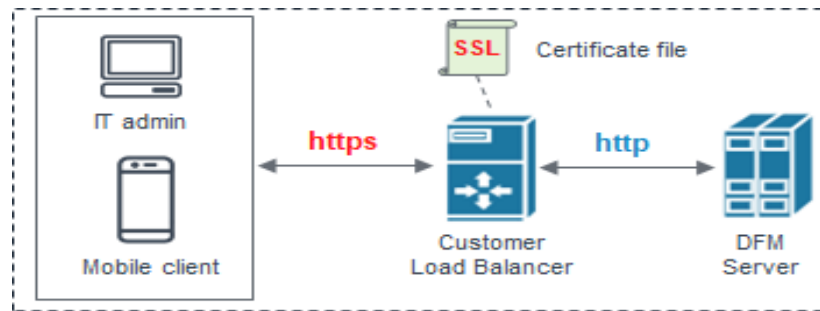 SSL
Certificate file
IT admin
https
http
Mobile client
Customer
Load Balancer
DFM
Server